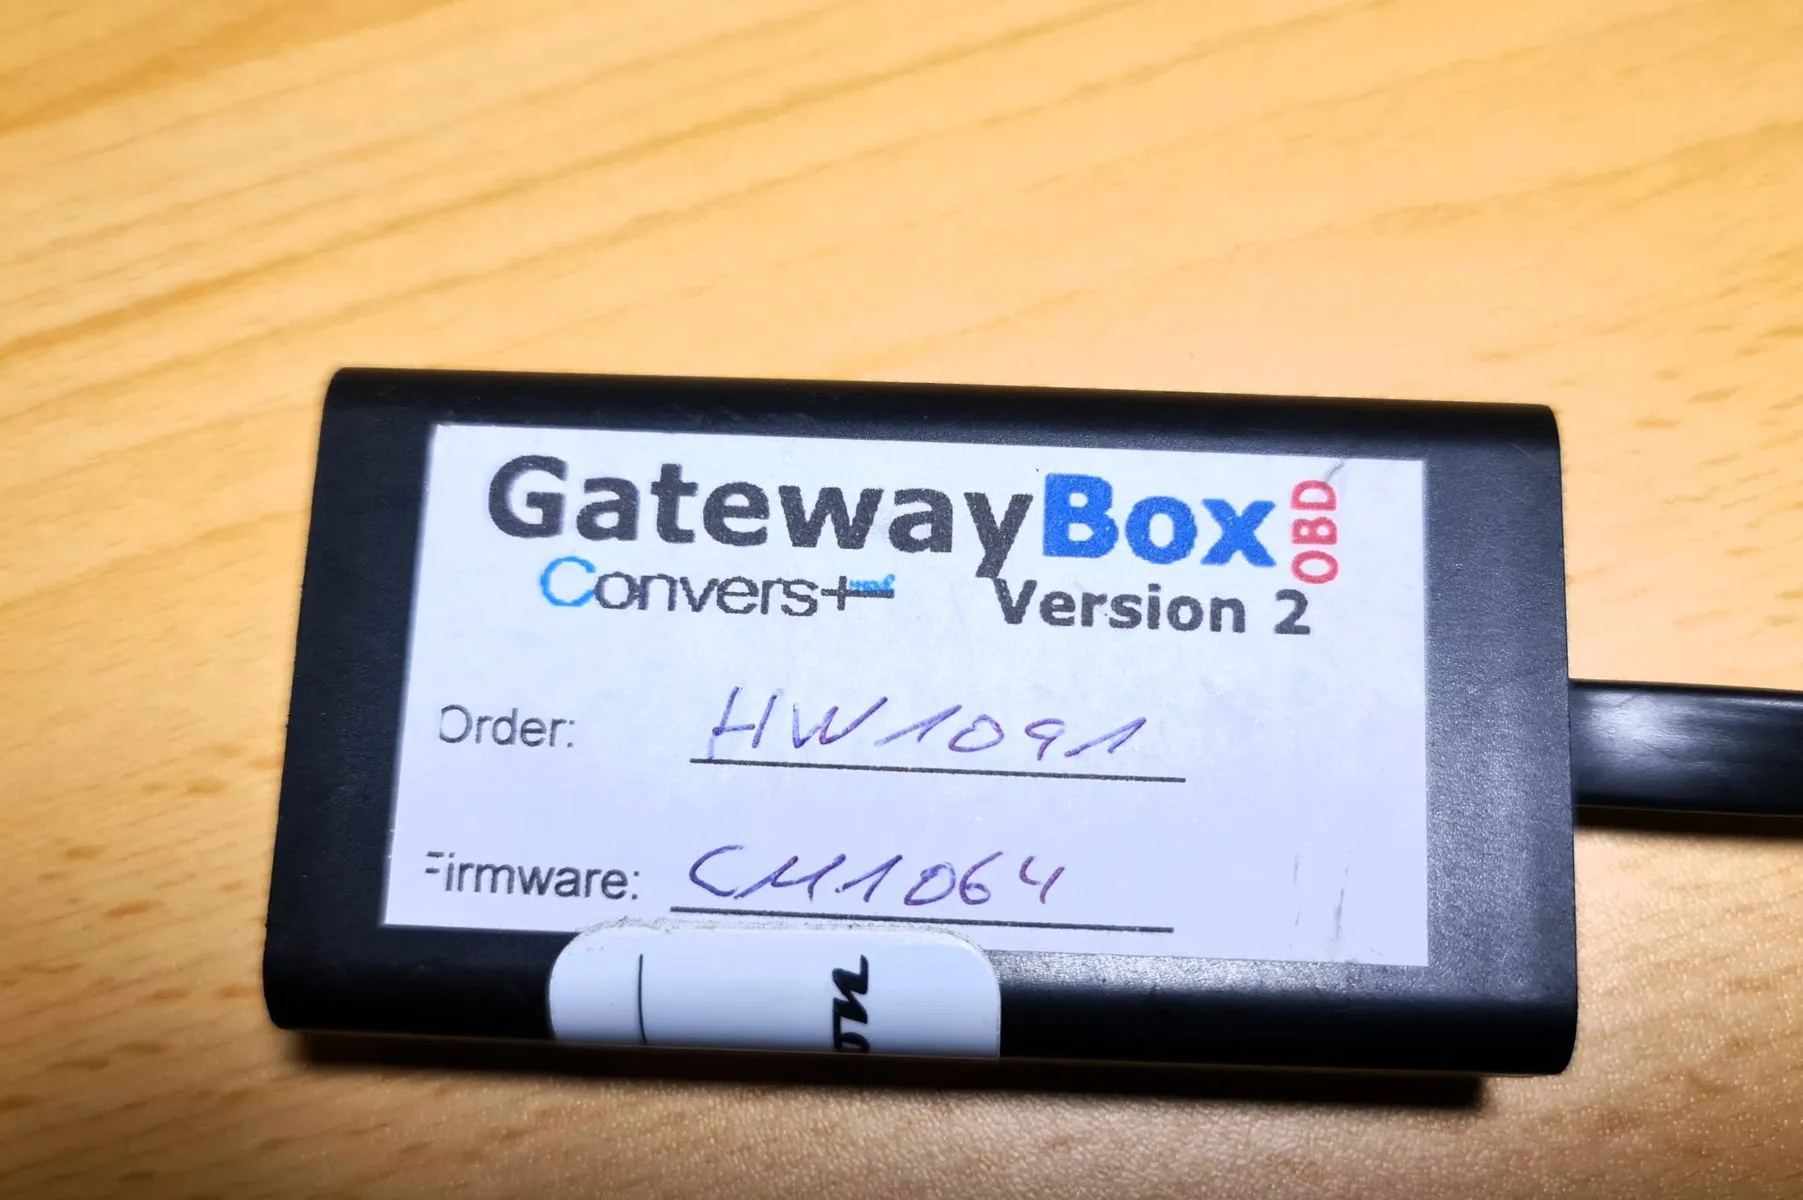 GatewayBox OBD
Convers+ Version 2
Order: HW1091
Firmware: CM1064